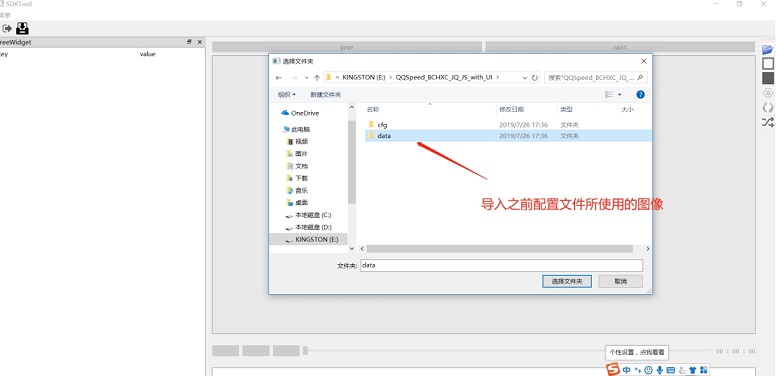 SDKTool
菜单
reeWidget
key value
prve next
选择文件夹
KINGSTON (E:) > QQSpeed_BCHXC_JQ_JS_with_UI >
搜索"QQSpeed_BCHXC_JQ_...
组织 新建文件夹
名称 修改日期 类型 大小
OneDrive
此电脑
视频
图片
文档
下载
音乐
桌面
本地磁盘 (C:)
本地磁盘 (D:)
KINGSTON (E:)
cfg 2019/7/26 17:36 文件夹
data 2019/7/26 17:36 文件夹
导入之前配置文件所使用的图像
文件夹: data
选择文件夹 取消
00 : 00 : 00
个性设置，点我看看
中